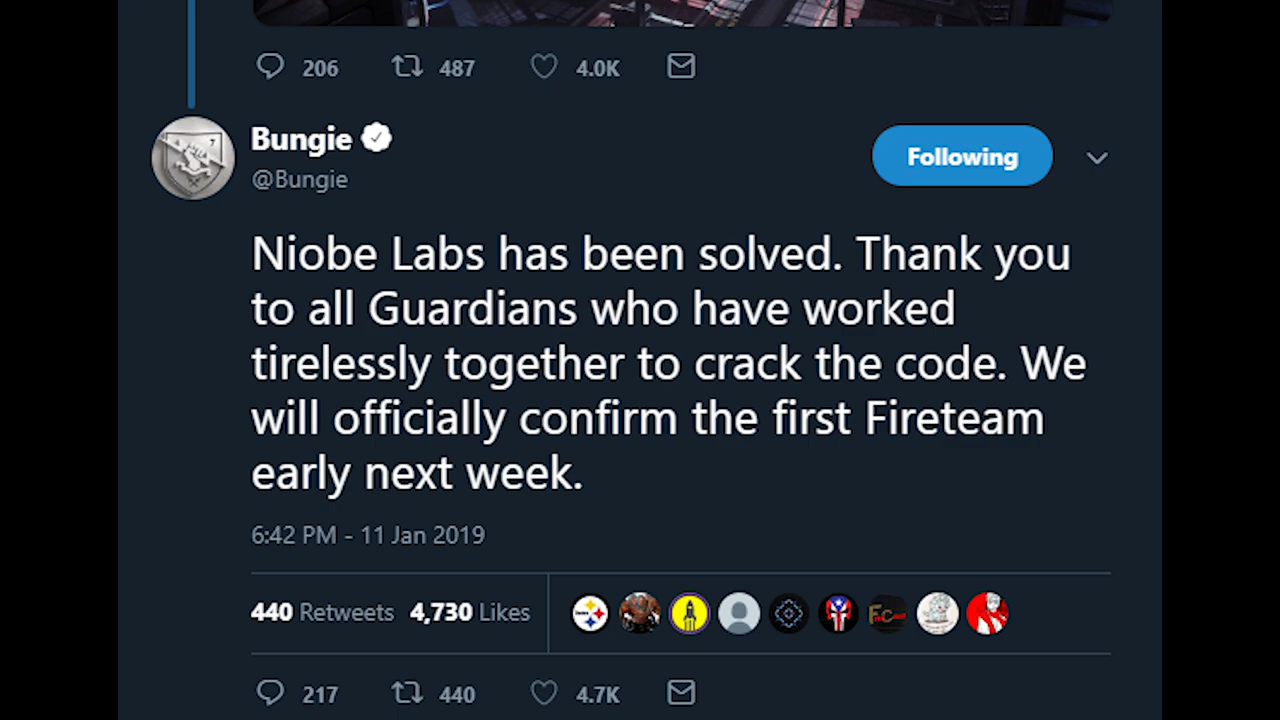 206 487 4.0K
Bungie
@Bungie
Following
Niobe Labs has been solved. Thank you
to all Guardians who have worked
tirelessly together to crack the code. We
will officially confirm the first Fireteam
early next week.
6:42 PM - 11 Jan 2019
440 Retweets 4,730 Likes
217 440 4.7K